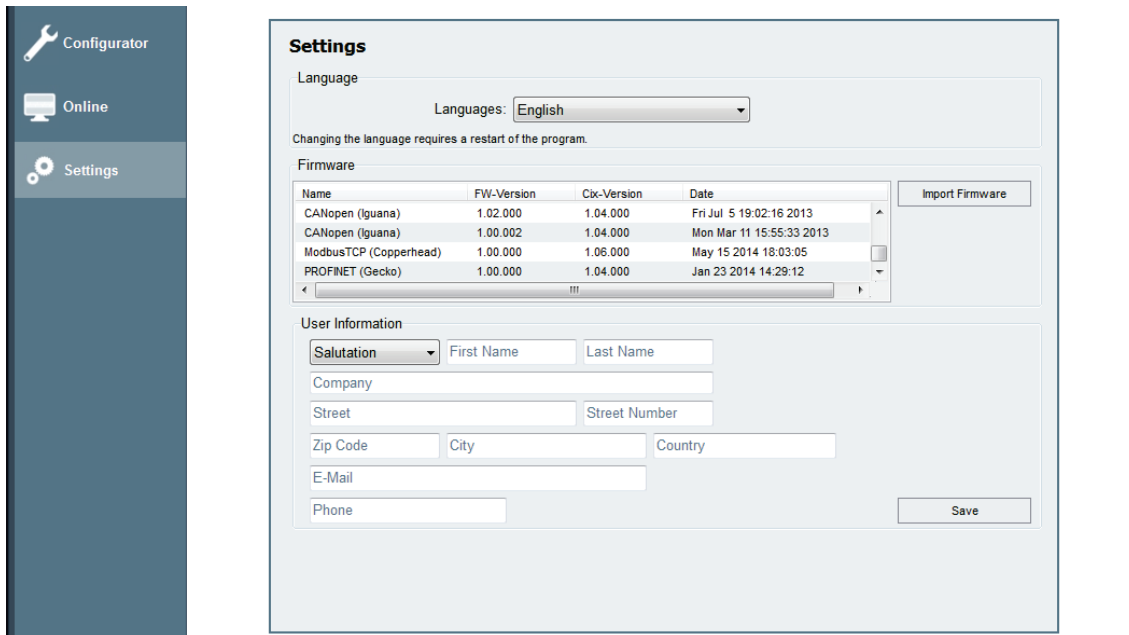 Configurator
Online
Settings
Settings
Language
Languages: English
Changing the language requires a restart of the program.
Firmware
Name FW-Version Cix-Version Date
CANopen (Iguana) 1.02.000 1.04.000 Fri Jul 5 19:02:16 2013
CANopen (Iguana) 1.00.002 1.04.000 Mon Mar 11 15:55:33 2013
ModbusTCP (Copperhead) 1.00.000 1.06.000 May 15 2014 18:03:05
PROFINET (Gecko) 1.00.000 1.04.000 Jan 23 2014 14:29:12
Import Firmware
User Information
Salutation First Name Last Name
Company
Street Street Number
Zip Code City Country
E-Mail
Phone
Save